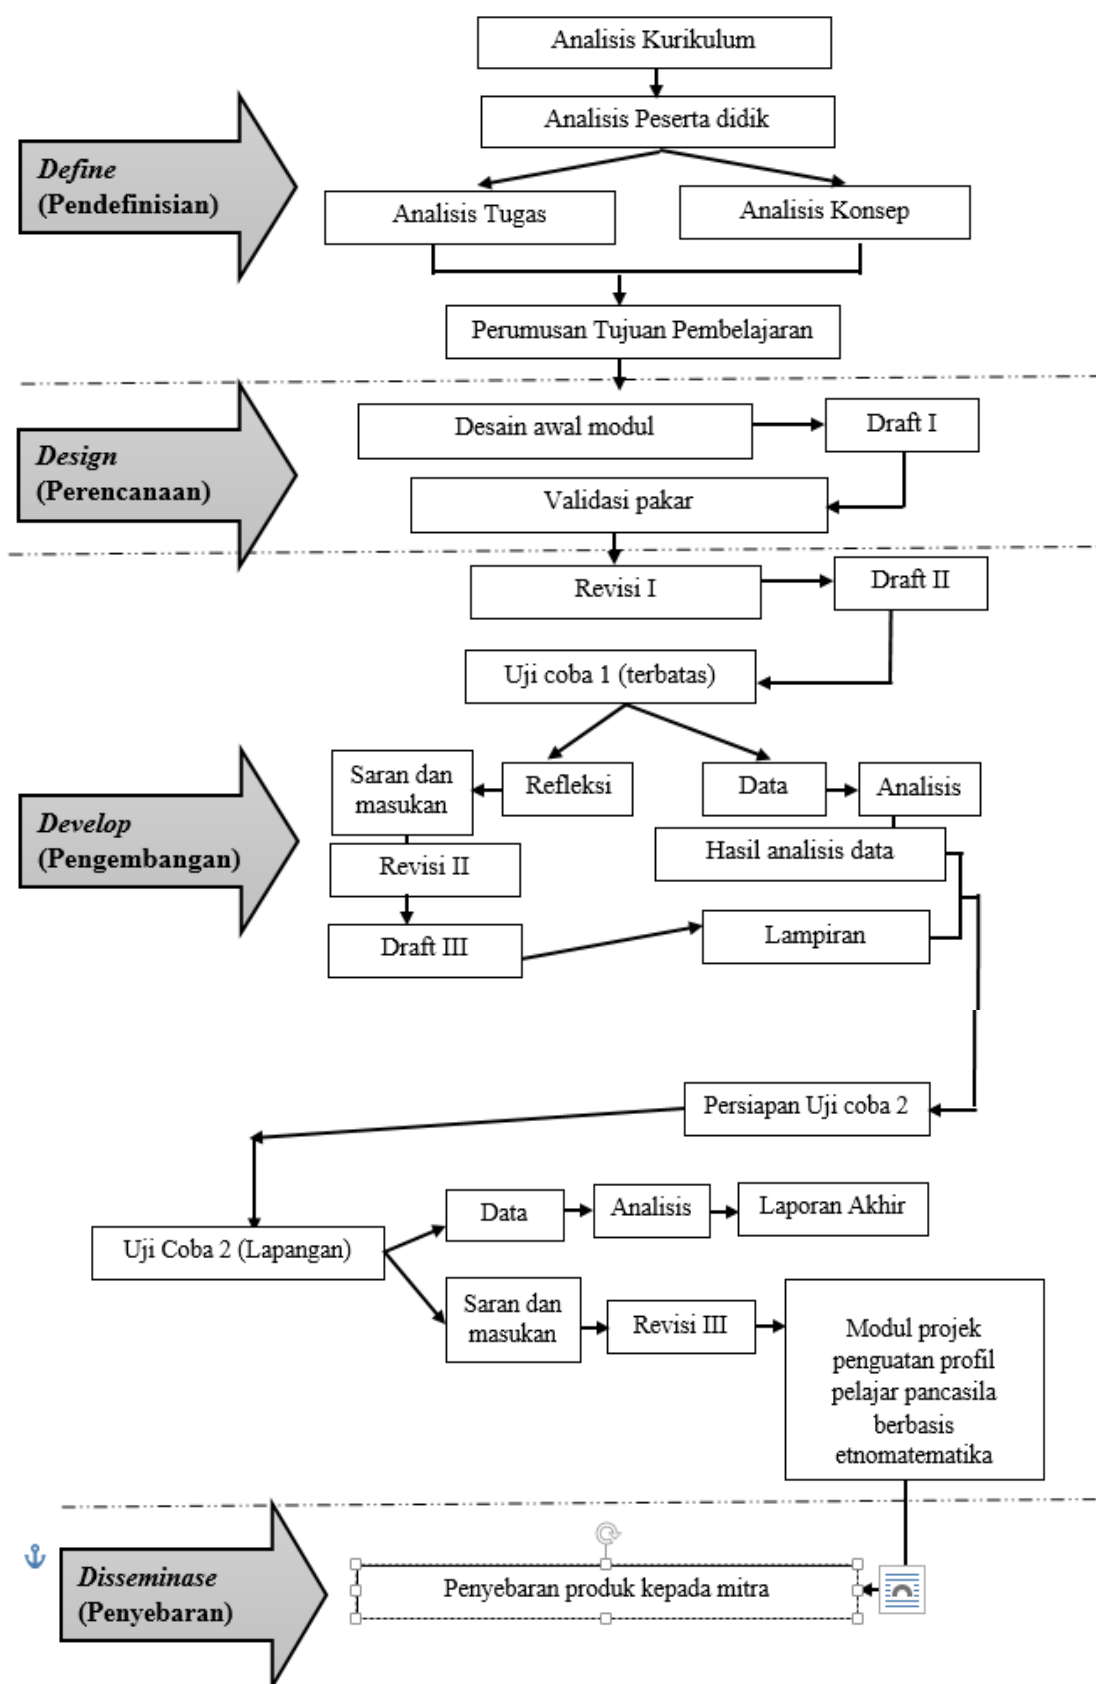 Analisis Kurikulum
Analisis Peserta didik
Define
(Pendefinisian)
Analisis Tugas
Analisis Konsep
Perumusan Tujuan Pembelajaran
Design
(Perencanaan)
Desain awal modul
Draft I
Validasi pakar
Revisi I
Draft II
Uji coba 1 (terbatas)
Develop
(Pengembangan)
Saran dan
masukan
Refleksi
Data
Analisis
Revisi II
Hasil analisis data
Draft III
Lampiran
Persiapan Uji coba 2
Uji Coba 2 (Lapangan)
Data
Analisis
Laporan Akhir
Saran dan
masukan
Revisi III
Modul projek
penguatan profil
pelajar pancasila
berbasis
etnomatematika
Disseminase
(Penyebaran)
Penyebaran produk kepada mitra